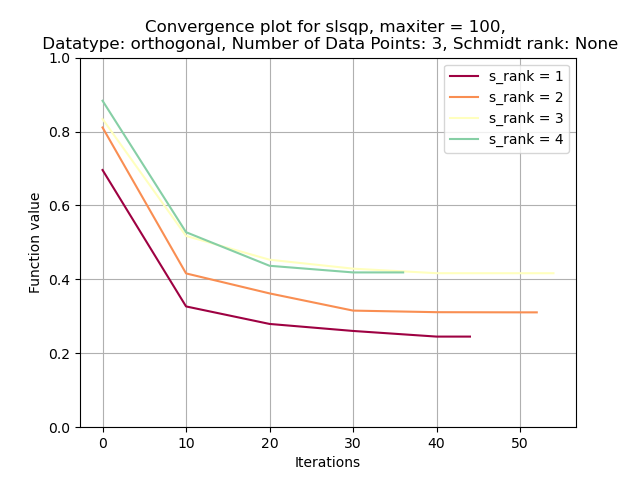 Convergence plot for slsqp, maxiter = 100,
Datatype: orthogonal, Number of Data Points: 3, Schmidt rank: None
1.0
0.8
0.6
0.4
0.2
0.0
Function value
s_rank = 1
s_rank = 2
s_rank = 3
s_rank = 4
0 10 20 30 40 50
Iterations